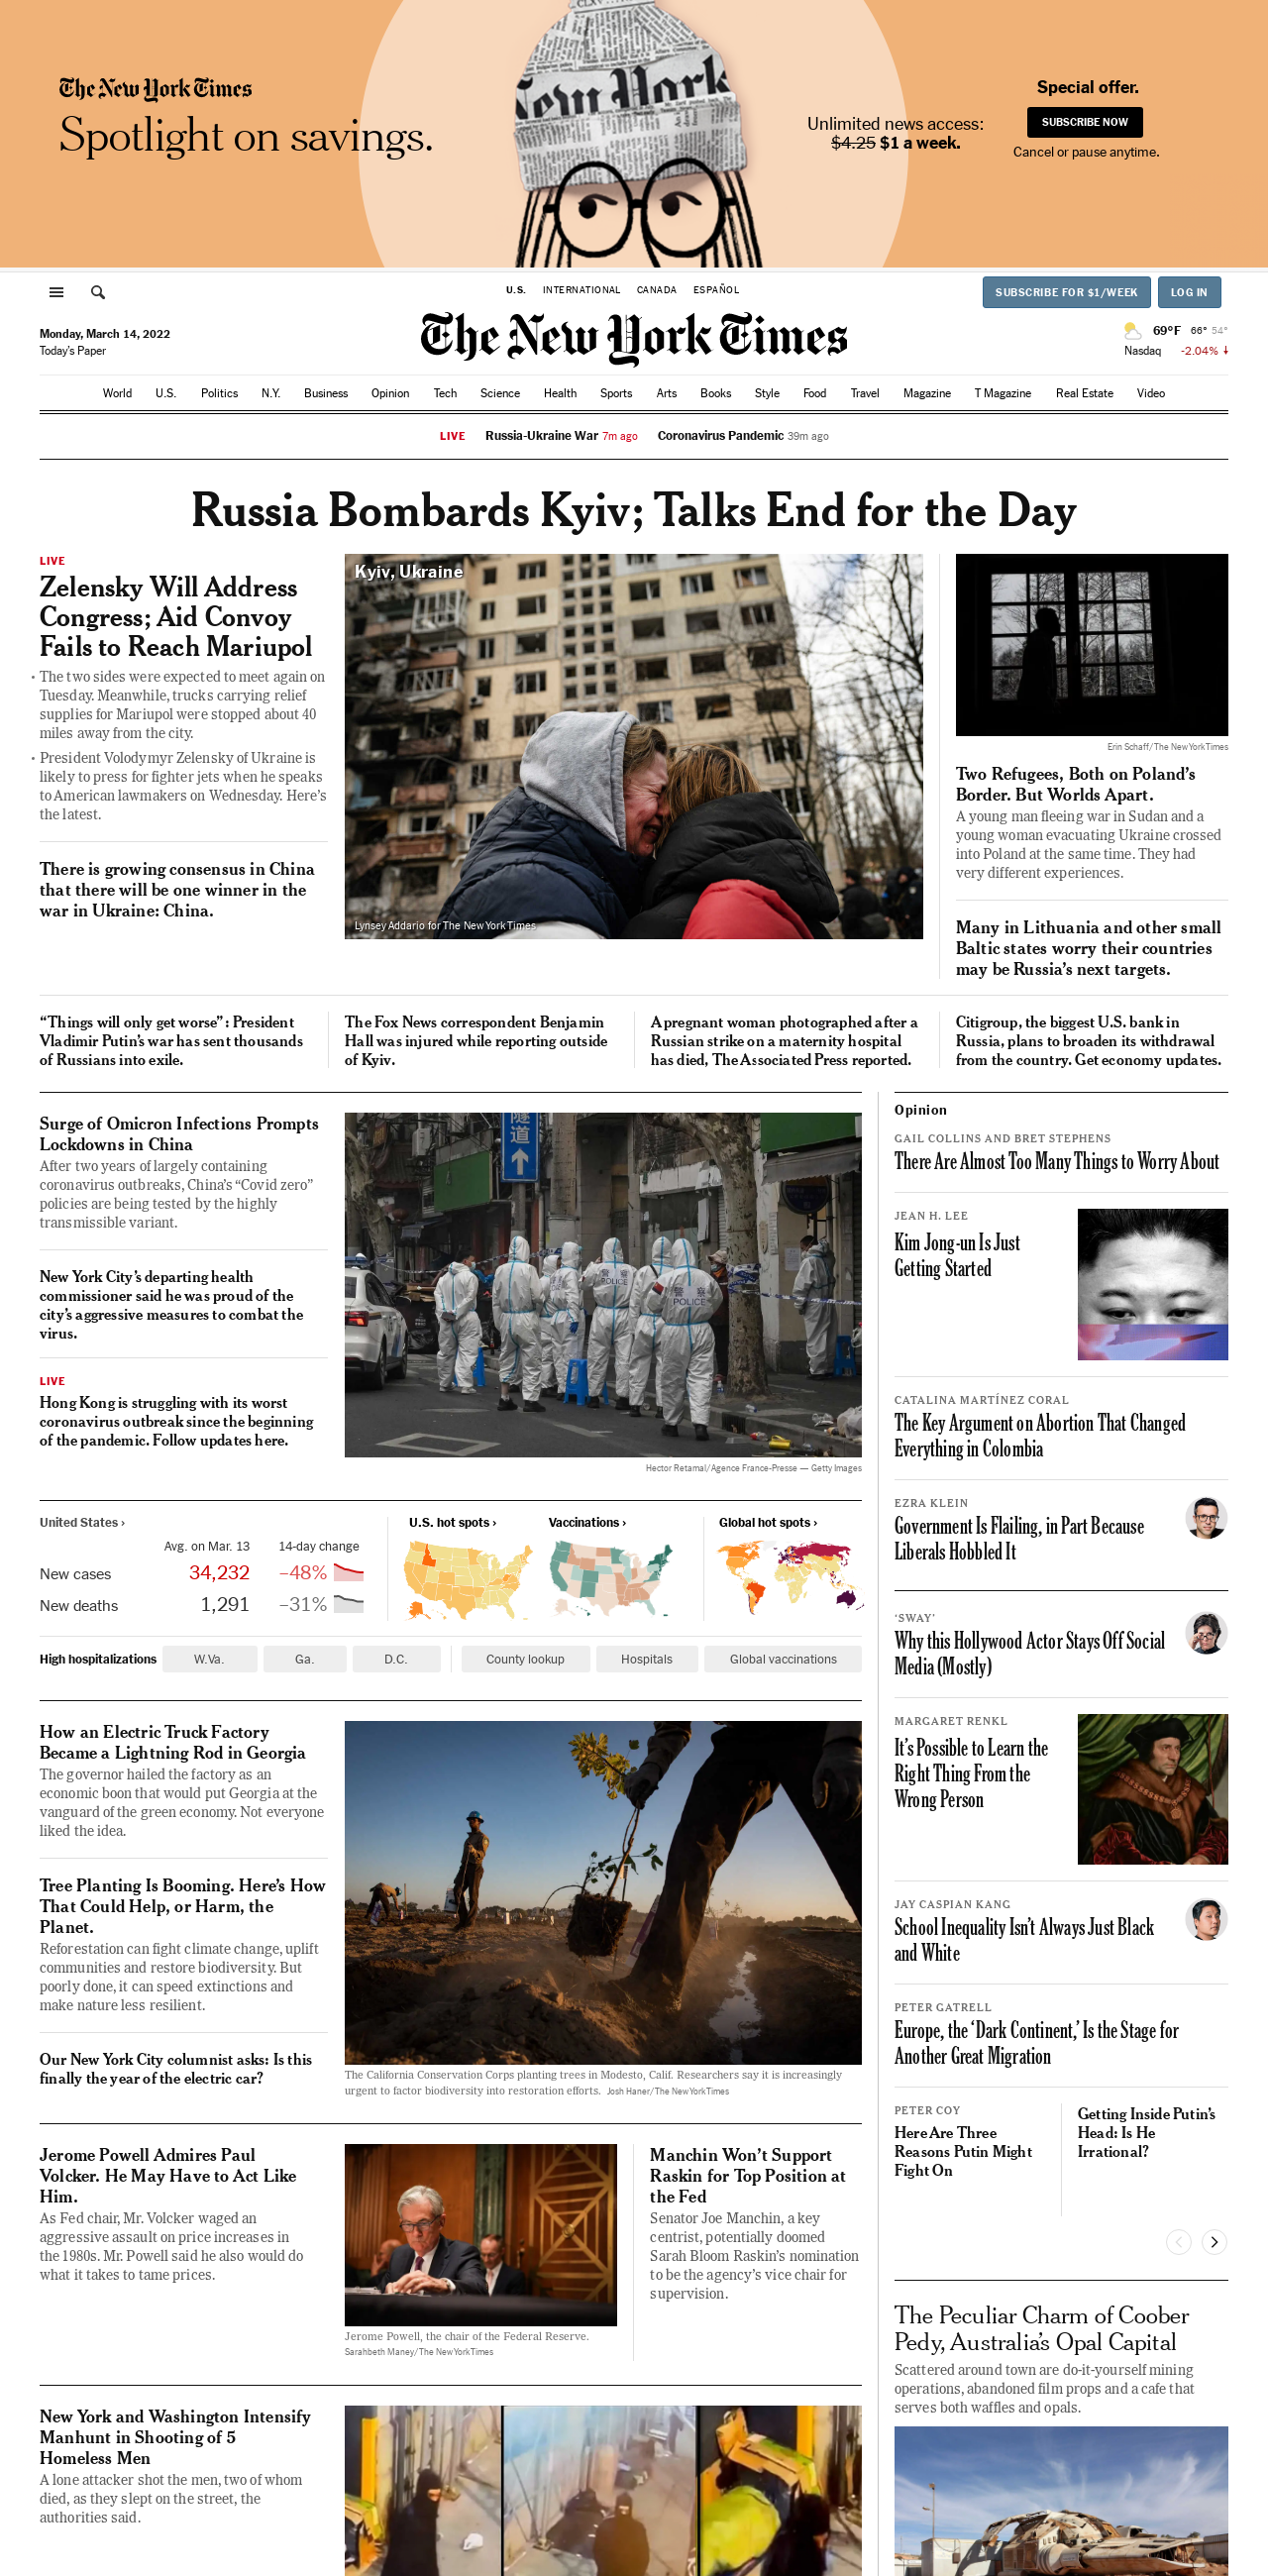 The New York Times
Spotlight on savings.
The New York Times
Unlimited news access:
$4.25 $1 a week.
Special offer.
SUBSCRIBE NOW
Cancel or pause anytime.
U.S. INTERNATIONAL CANADA ESPAÑOL
SUBSCRIBE FOR $1/WEEK LOG IN
Monday, March 14, 2022
Today's Paper
The New York Times
69°F 66° 54°
Nasdaq -2.04%
World U.S. Politics N.Y. Business Opinion Tech Science Health Sports Arts Books Style Food Travel Magazine T Magazine Real Estate Video
LIVE Russia-Ukraine War 7m ago Coronavirus Pandemic 39m ago
Russia Bombards Kyiv; Talks End for the Day
LIVE
Zelensky Will Address
Congress; Aid Convoy
Fails to Reach Mariupol
• The two sides were expected to meet again on
Tuesday. Meanwhile, trucks carrying relief
supplies for Mariupol were stopped about 40
miles away from the city.
• President Volodymyr Zelensky of Ukraine is
likely to press for fighter jets when he speaks
to American lawmakers on Wednesday. Here's
the latest.
There is growing consensus in China
that there will be one winner in the
war in Ukraine: China.
Kyiv, Ukraine
Lynsey Addario for The New York Times
Erin Schaff/The New York Times
Two Refugees, Both on Poland's
Border. But Worlds Apart.
A young man fleeing war in Sudan and a
young woman evacuating Ukraine crossed
into Poland at the same time. They had
very different experiences.
Many in Lithuania and other small
Baltic states worry their countries
may be Russia's next targets.
“Things will only get worse”: President
Vladimir Putin's war has sent thousands
of Russians into exile.
The Fox News correspondent Benjamin
Hall was injured while reporting outside
of Kyiv.
A pregnant woman photographed after a
Russian strike on a maternity hospital
has died, The Associated Press reported.
Citigroup, the biggest U.S. bank in
Russia, plans to broaden its withdrawal
from the country. Get economy updates.
Surge of Omicron Infections Prompts
Lockdowns in China
After two years of largely containing
coronavirus outbreaks, China's “Covid zero”
policies are being tested by the highly
transmissible variant.
New York City's departing health
commissioner said he was proud of the
city's aggressive measures to combat the
virus.
LIVE
Hong Kong is struggling with its worst
coronavirus outbreak since the beginning
of the pandemic. Follow updates here.
隧
道
警察
POLICE
警察
POLICE
Hector Retamal/Agence France-Presse — Getty Images
United States ›
Avg. on Mar. 13 14-day change
New cases 34,232 –48%
New deaths 1,291 –31%
U.S. hot spots › Vaccinations › Global hot spots ›
High hospitalizations W.Va. Ga. D.C. County lookup Hospitals Global vaccinations
How an Electric Truck Factory
Became a Lightning Rod in Georgia
The governor hailed the factory as an
economic boon that would put Georgia at the
vanguard of the green economy. Not everyone
liked the idea.
Tree Planting Is Booming. Here's How
That Could Help, or Harm, the
Planet.
Reforestation can fight climate change, uplift
communities and restore biodiversity. But
poorly done, it can speed extinctions and
make nature less resilient.
Our New York City columnist asks: Is this
finally the year of the electric car?
The California Conservation Corps planting trees in Modesto, Calif. Researchers say it is increasingly
urgent to factor biodiversity into restoration efforts. Josh Haner/The New York Times
Jerome Powell Admires Paul
Volcker. He May Have to Act Like
Him.
As Fed chair, Mr. Volcker waged an
aggressive assault on price increases in
the 1980s. Mr. Powell said he also would do
what it takes to tame prices.
Jerome Powell, the chair of the Federal Reserve.
Sarahbeth Maney/The New York Times
Manchin Won't Support
Raskin for Top Position at
the Fed
Senator Joe Manchin, a key
centrist, potentially doomed
Sarah Bloom Raskin's nomination
to be the agency's vice chair for
supervision.
New York and Washington Intensify
Manhunt in Shooting of 5
Homeless Men
A lone attacker shot the men, two of whom
died, as they slept on the street, the
authorities said.
Opinion
GAIL COLLINS AND BRET STEPHENS
There Are Almost Too Many Things to Worry About
JEAN H. LEE
Kim Jong-un Is Just
Getting Started
CATALINA MARTÍNEZ CORAL
The Key Argument on Abortion That Changed
Everything in Colombia
EZRA KLEIN
Government Is Flailing, in Part Because
Liberals Hobbled It
‘SWAY’
Why this Hollywood Actor Stays Off Social
Media (Mostly)
MARGARET RENKL
It's Possible to Learn the
Right Thing From the
Wrong Person
JAY CASPIAN KANG
School Inequality Isn't Always Just Black
and White
PETER GATRELL
Europe, the ‘Dark Continent,’ Is the Stage for
Another Great Migration
PETER COY
Here Are Three
Reasons Putin Might
Fight On
Getting Inside Putin's
Head: Is He
Irrational?
The Peculiar Charm of Coober
Pedy, Australia's Opal Capital
Scattered around town are do-it-yourself mining
operations, abandoned film props and a cafe that
serves both waffles and opals.